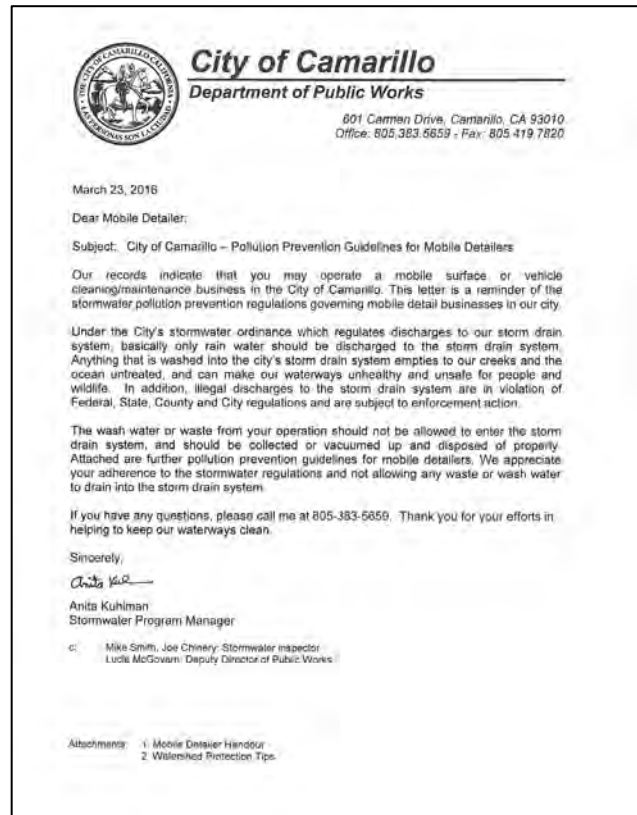 THE CITY OF CAMARILLO CALIFORNIA
LAS PERSONAS SON LA CIUDAD
City of Camarillo
Department of Public Works
601 Carmen Drive, Camarillo, CA 93010
Office: 805.383.5659 - Fax: 805.419.7820
March 23, 2016
Dear Mobile Detailer:
Subject: City of Camarillo – Pollution Prevention Guidelines for Mobile Detailers
Our records indicate that you may operate a mobile surface or vehicle
cleaning/maintenance business in the City of Camarillo. This letter is a reminder of the
stormwater pollution prevention regulations governing mobile detail businesses in our city.
Under the City's stormwater ordinance which regulates discharges to our storm drain
system, basically only rain water should be discharged to the storm drain system.
Anything that is washed into the city's storm drain system empties to our creeks and the
ocean untreated, and can make our waterways unhealthy and unsafe for people and
wildlife. In addition, illegal discharges to the storm drain system are in violation of
Federal, State, County and City regulations and are subject to enforcement action.
The wash water or waste from your operation should not be allowed to enter the storm
drain system, and should be collected or vacuumed up and disposed of properly.
Attached are further pollution prevention guidelines for mobile detailers. We appreciate
your adherence to the stormwater regulations and not allowing any waste or wash water
to drain into the storm drain system.
If you have any questions, please call me at 805-383-5659. Thank you for your efforts in
helping to keep our waterways clean.
Sincerely,
Anita Kuhlman
Stormwater Program Manager
c: Mike Smith, Joe Chinery: Stormwater Inspector
Lucia McGovern: Deputy Director of Public Works
Attachments: 1. Mobile Detailer Handout
2. Watershed Protection Tips